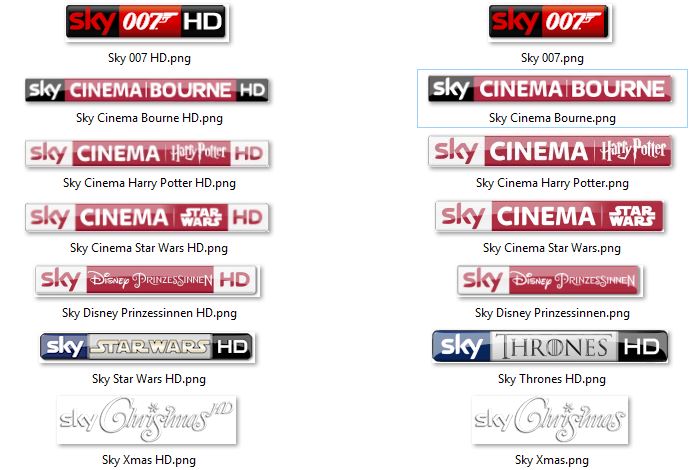 sky 007 HD
sky 007
Sky 007 HD.png
Sky 007.png
sky CINEMA BOURNE HD
sky CINEMA BOURNE
Sky Cinema Bourne HD.png
Sky Cinema Bourne.png
sky CINEMA Harry Potter HD
sky CINEMA Harry Potter
Sky Cinema Harry Potter HD.png
Sky Cinema Harry Potter.png
sky CINEMA STAR WARS HD
sky CINEMA STAR WARS
Sky Cinema Star Wars HD.png
Sky Cinema Star Wars.png
sky Disney PRINZESSINNEN HD
sky Disney PRINZESSINNEN
Sky Disney Prinzessinnen HD.png
Sky Disney Prinzessinnen.png
sky STAR WARS HD
sky THRONES HD
Sky Star Wars HD.png
Sky Thrones HD.png
sky Christmas HD
sky Christmas
Sky Xmas HD.png
Sky Xmas.png